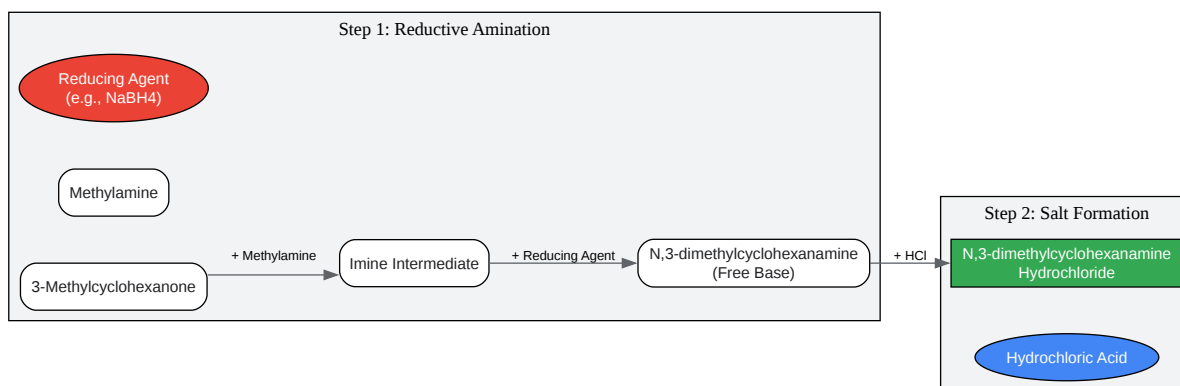 Step 1: Reductive Amination
Reducing Agent
(e.g., NaBH4)
Methylamine
3-Methylcyclohexanone
+ Methylamine
Imine Intermediate
+ Reducing Agent
N,3-dimethylcyclohexanamine
(Free Base)
+ HCl
Step 2: Salt Formation
N,3-dimethylcyclohexanamine
Hydrochloride
Hydrochloric Acid